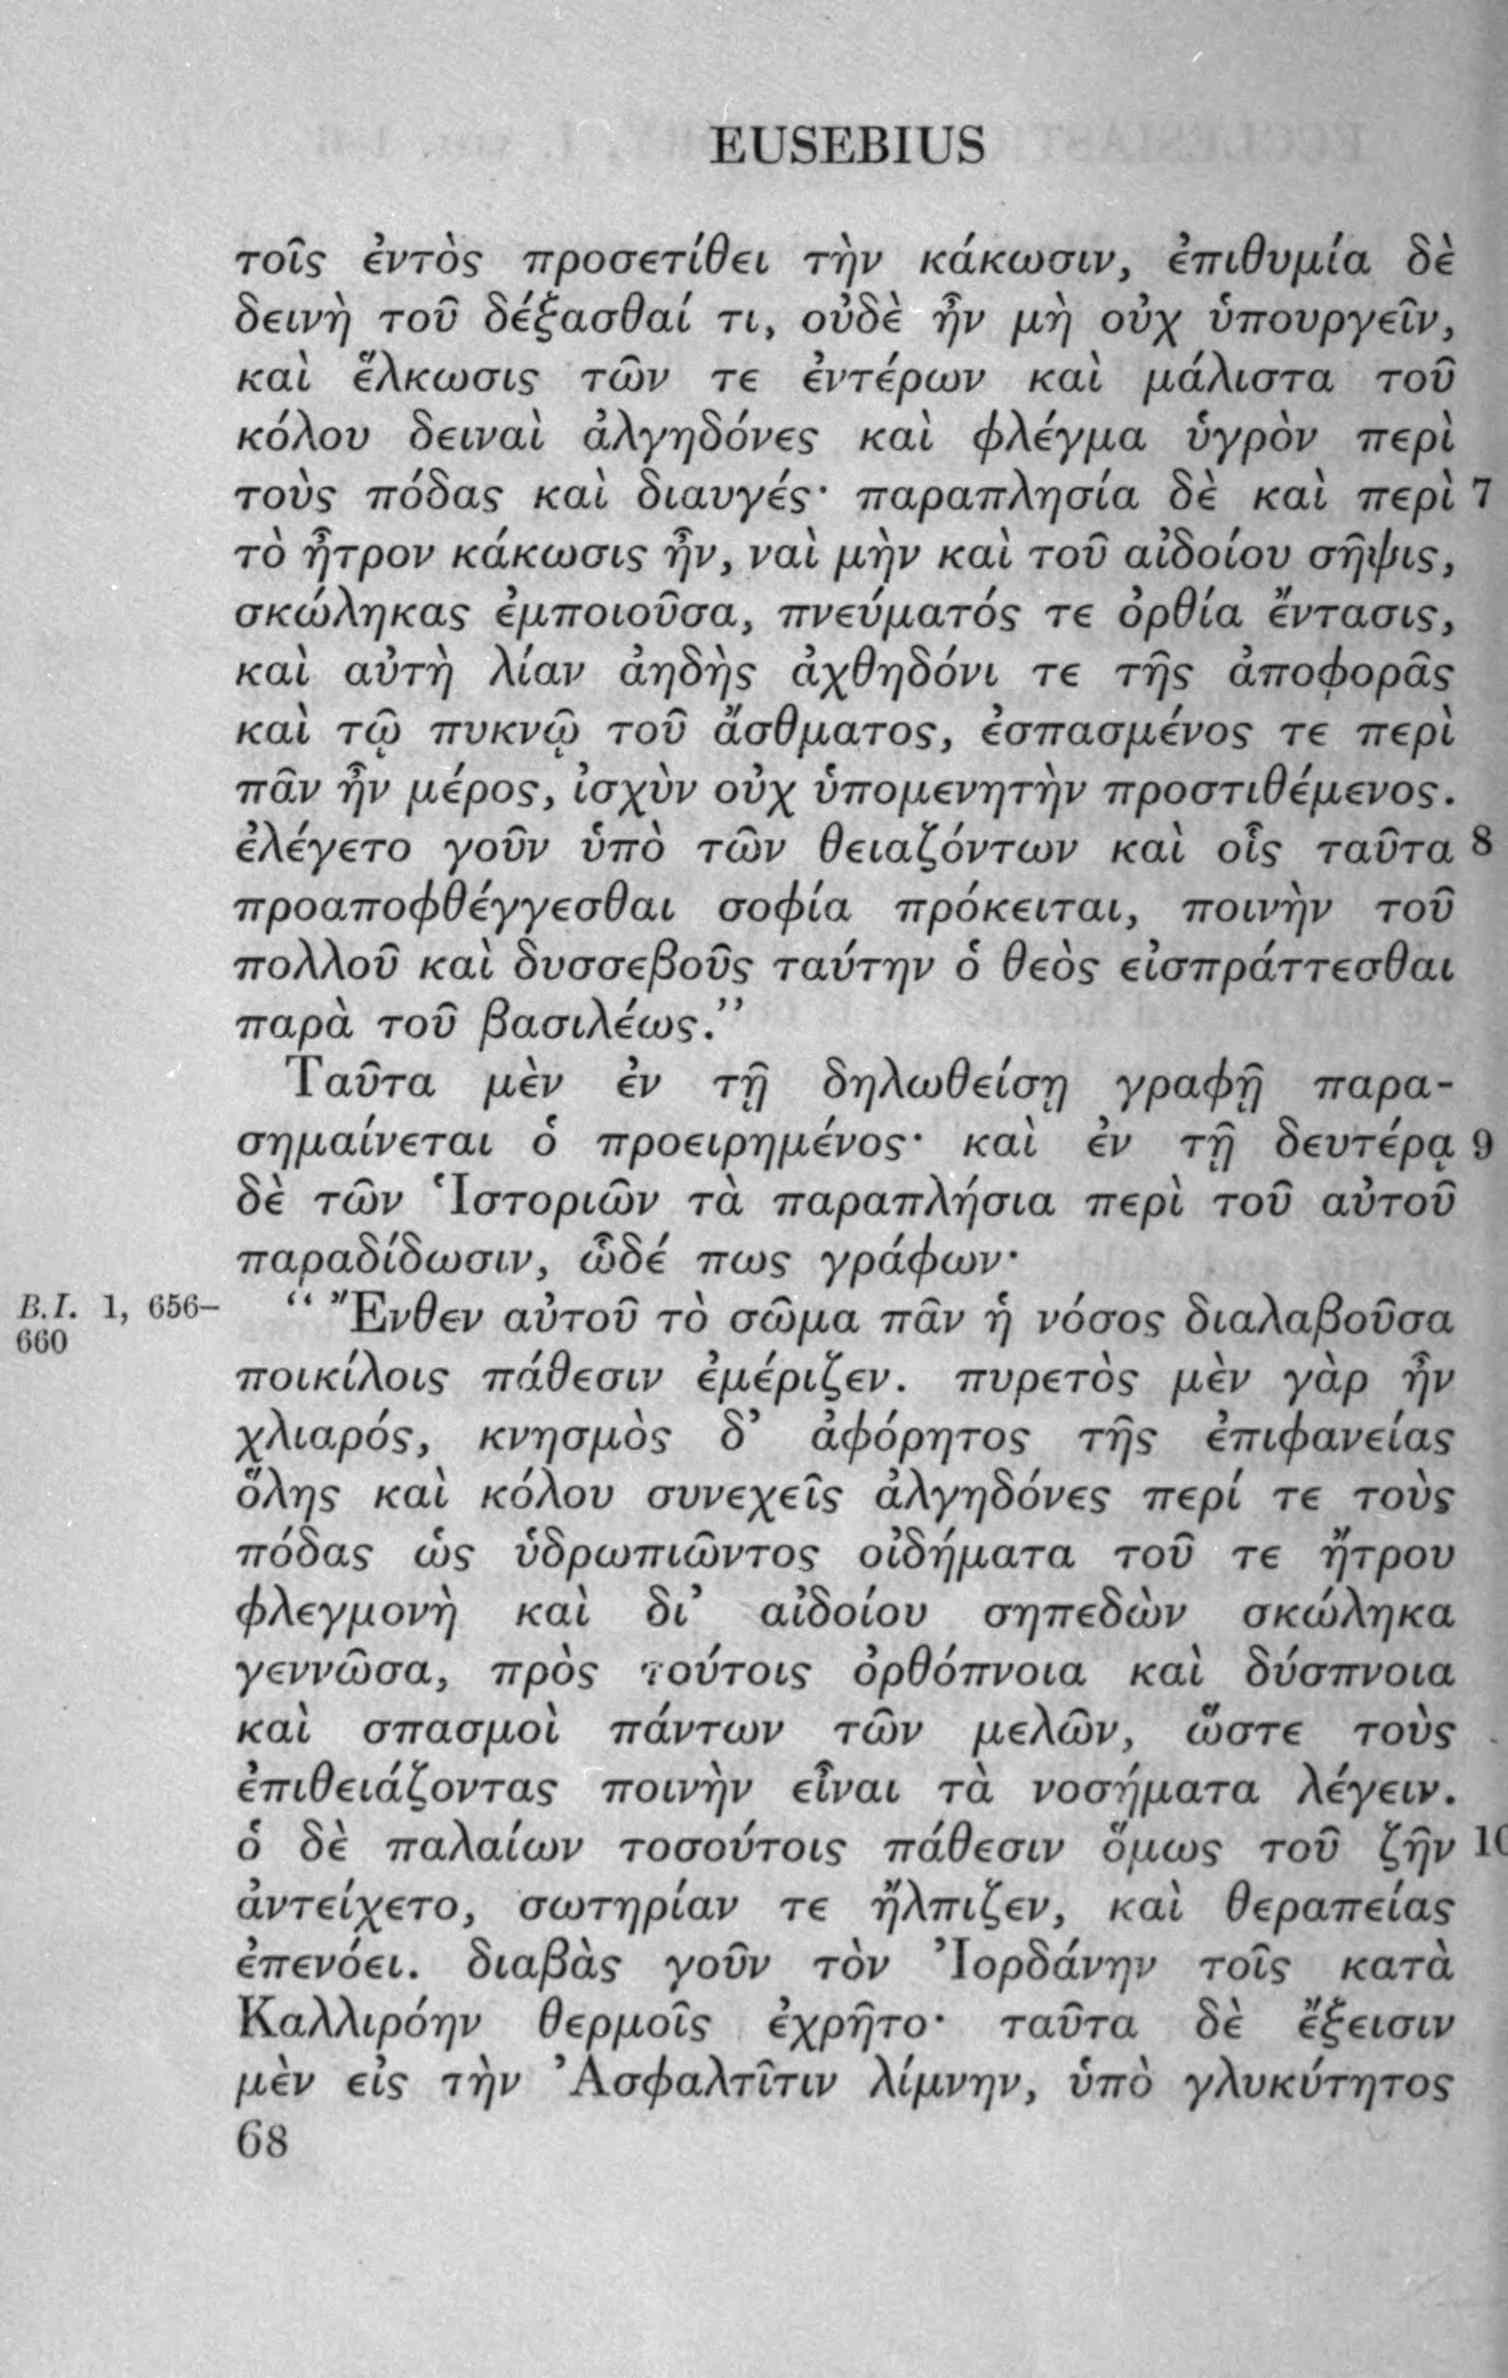 EUSEBIUS
τοῖς ἐντὸς προσετίθει τὴν κάκωσιν, ἐπιθυμία δὲ
δεινὴ τοῦ δέξασθαί τι, οὐδὲ ἦν μὴ οὐχ ὑπουργεῖν,
καὶ ἕλκωσις τῶν τε ἐντέρων καὶ μάλιστα τοῦ
κόλου δειναὶ ἀλγηδόνες καὶ φλέγμα ὑγρὸν περὶ
τοὺς πόδας καὶ διαυγές· παραπλησία δὲ καὶ περὶ 7
τὸ ἦτρον κάκωσις ἦν, ναὶ μὴν καὶ τοῦ αἰδοίου σῆψις,
σκώληκας ἐμποιοῦσα, πνεύματός τε ὀρθία ἔντασις,
καὶ αὐτὴ λίαν ἀηδὴς ἀχθηδόνι τε τῆς ἀποφορᾶς
καὶ τῷ πυκνῷ τοῦ ἄσθματος, ἐσπασμένος τε περὶ
πᾶν ἦν μέρος, ἰσχὺν οὐχ ὑπομενητὴν προστιθέμενος.
ἐλέγετο γοῦν ὑπὸ τῶν θειαζόντων καὶ οἷς ταῦτα 8
προαποφθέγγεσθαι σοφία πρόκειται, ποινὴν τοῦ
πολλοῦ καὶ δυσσεβοῦς ταύτην ὁ θεὸς εἰσπράττεσθαι
παρὰ τοῦ βασιλέως.”
Ταῦτα μὲν ἐν τῇ δηλωθείσῃ γραφῇ παρα-
σημαίνεται ὁ προειρημένος· καὶ ἐν τῇ δευτέρᾳ 9
δὲ τῶν Ἱστοριῶν τὰ παραπλήσια περὶ τοῦ αὐτοῦ
παραδίδωσιν, ὧδέ πως γράφων·
B.I. 1, 656-
660
“ Ἔνθεν αὐτοῦ τὸ σῶμα πᾶν ἡ νόσος διαλαβοῦσα
ποικίλοις πάθεσιν ἐμέριζεν. πυρετὸς μὲν γὰρ ἦν
χλιαρός, κνησμὸς δ’ ἀφόρητος τῆς ἐπιφανείας
ὅλης καὶ κόλου συνεχεῖς ἀλγηδόνες περί τε τοὺς
πόδας ὡς ὑδρωπιῶντος οἰδήματα τοῦ τε ἤτρου
φλεγμονὴ καὶ δι’ αἰδοίου σηπεδὼν σκώληκα
γεννῶσα, πρὸς τούτοις ὀρθόπνοια καὶ δύσπνοια
καὶ σπασμοὶ πάντων τῶν μελῶν, ὥστε τοὺς
ἐπιθειάζοντας ποινὴν εἶναι τὰ νοσήματα λέγειν.
ὁ δὲ παλαίων τοσούτοις πάθεσιν ὅμως τοῦ ζῆν 10
ἀντείχετο, σωτηρίαν τε ἤλπιζεν, καὶ θεραπείας
ἐπενόει. διαβὰς γοῦν τὸν Ἰορδάνην τοῖς κατὰ
Καλλιρόην θερμοῖς ἐχρῆτο· ταῦτα δὲ ἔξεισιν
μὲν εἰς τὴν Ἀσφαλτῖτιν λίμνην, ὑπὸ γλυκύτητος
68